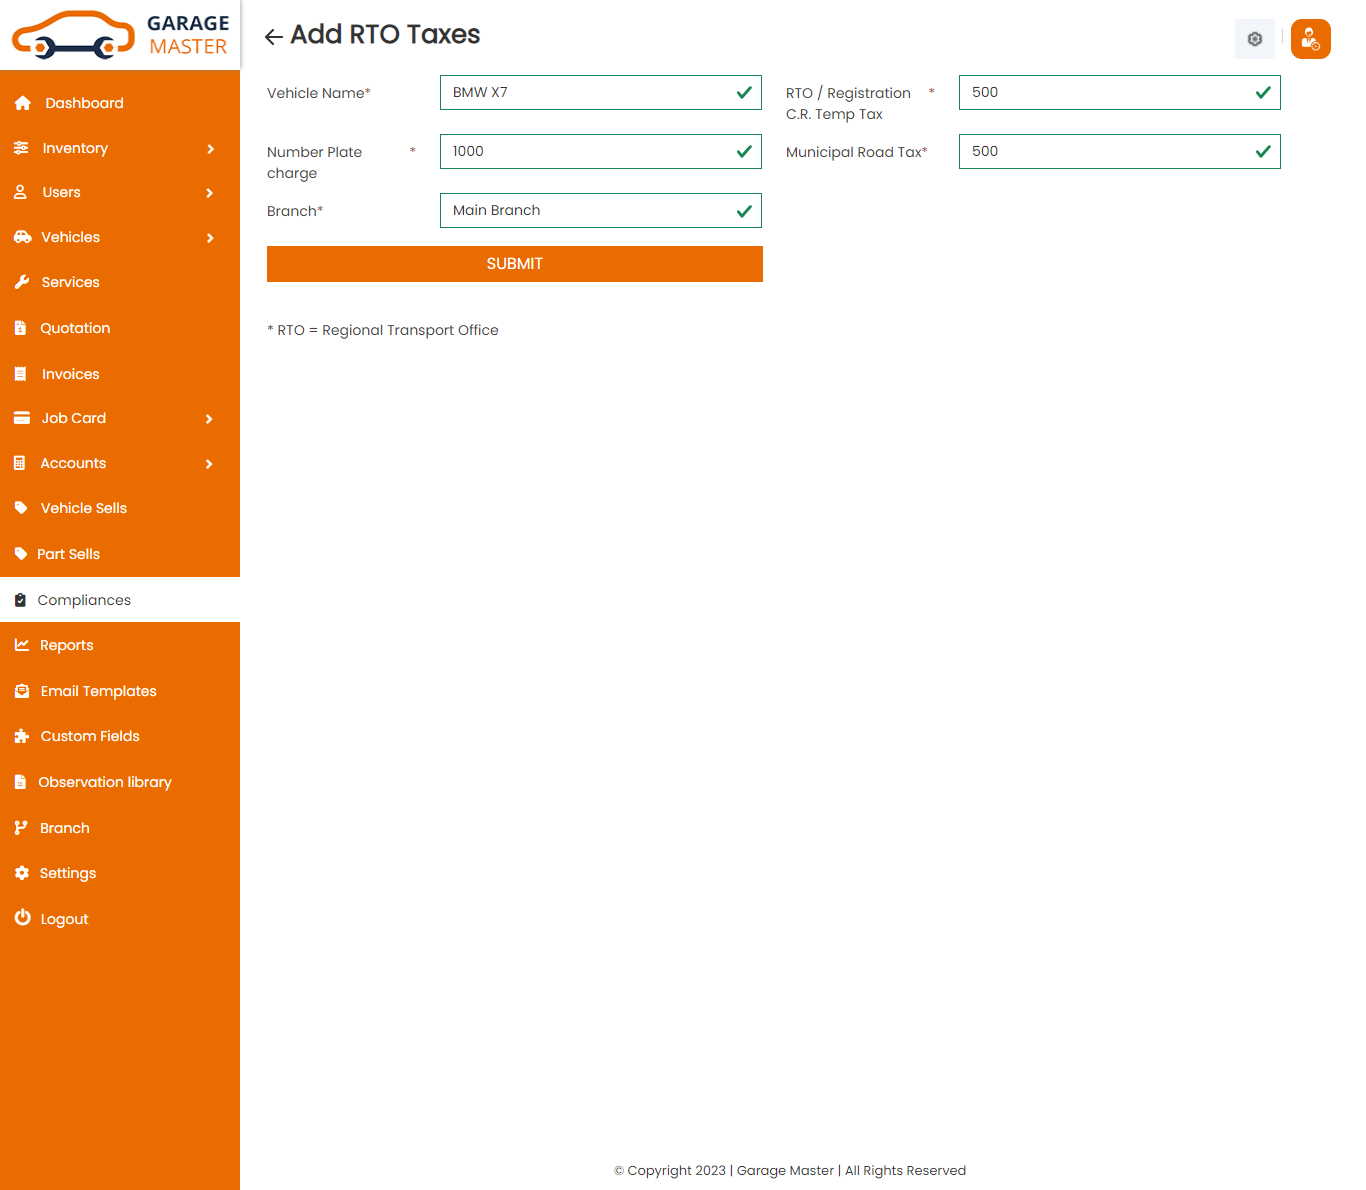 GARAGE
MASTER
Add RTO Taxes
Dashboard
Inventory
Users
Vehicles
Services
Quotation
Invoices
Job Card
Accounts
Vehicle Sells
Part Sells
Compliances
Reports
Email Templates
Custom Fields
Observation library
Branch
Settings
Logout
Vehicle Name*
BMW X7
RTO / Registration *
C.R. Temp Tax
500
Number Plate *
charge
1000
Municipal Road Tax*
500
Branch*
Main Branch
SUBMIT
* RTO = Regional Transport Office
© Copyright 2023 | Garage Master | All Rights Reserved